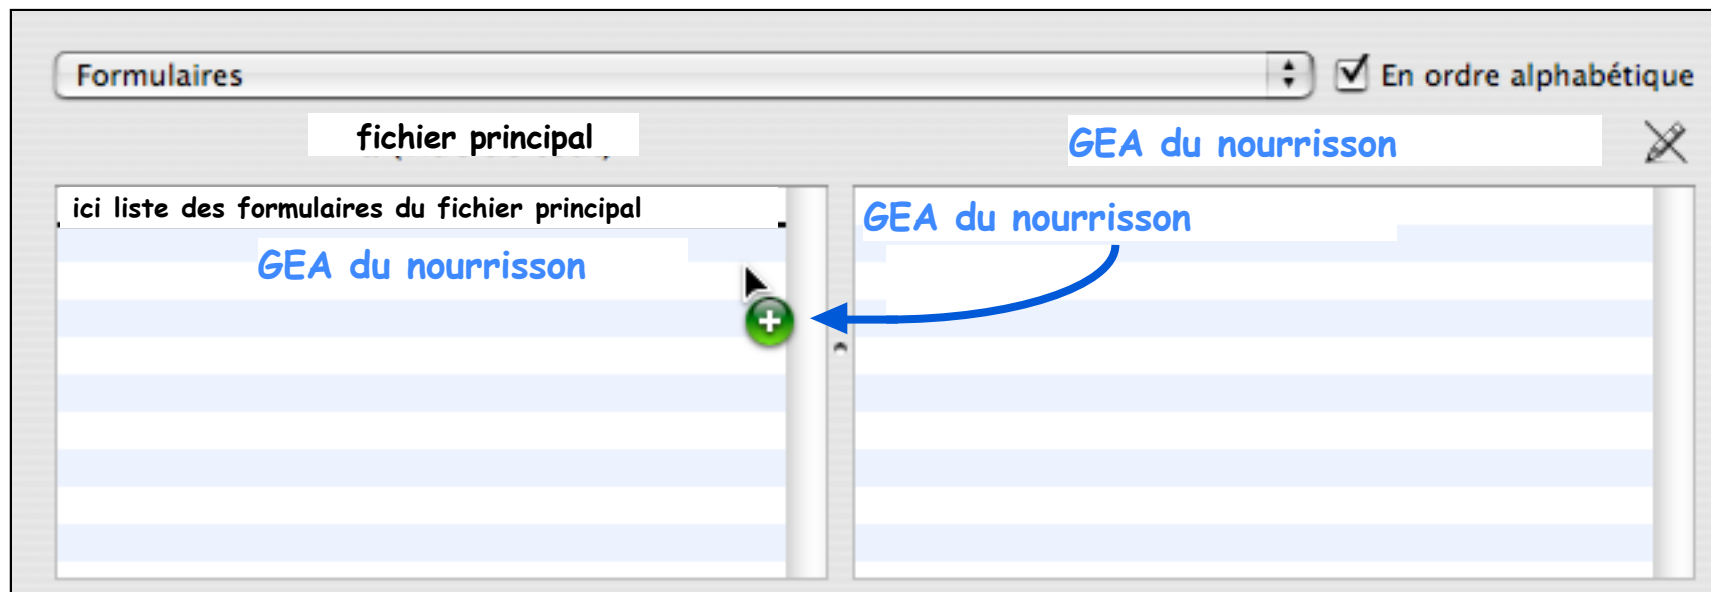 Formulaires
En ordre alphabétique
fichier principal
GEA du nourrisson
ici liste des formulaires du fichier principal
GEA du nourrisson
GEA du nourrisson